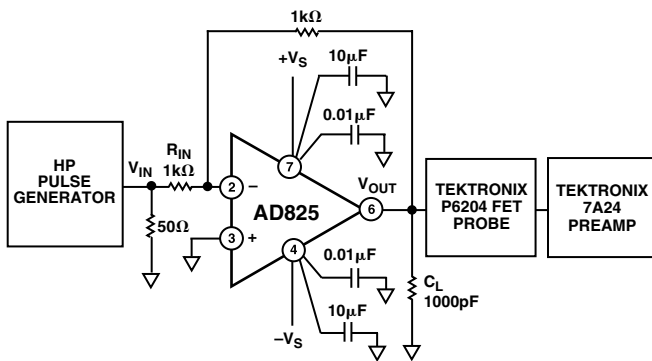 1kΩ
+VS
10µF
0.01µF
HP
PULSE
GENERATOR
VIN
RIN
1kΩ
50Ω
2
−
3
+
7
AD825
4
6
VOUT
TEKTRONIX
P6204 FET
PROBE
TEKTRONIX
7A24
PREAMP
0.01µF
10µF
−VS
CL
1000pF